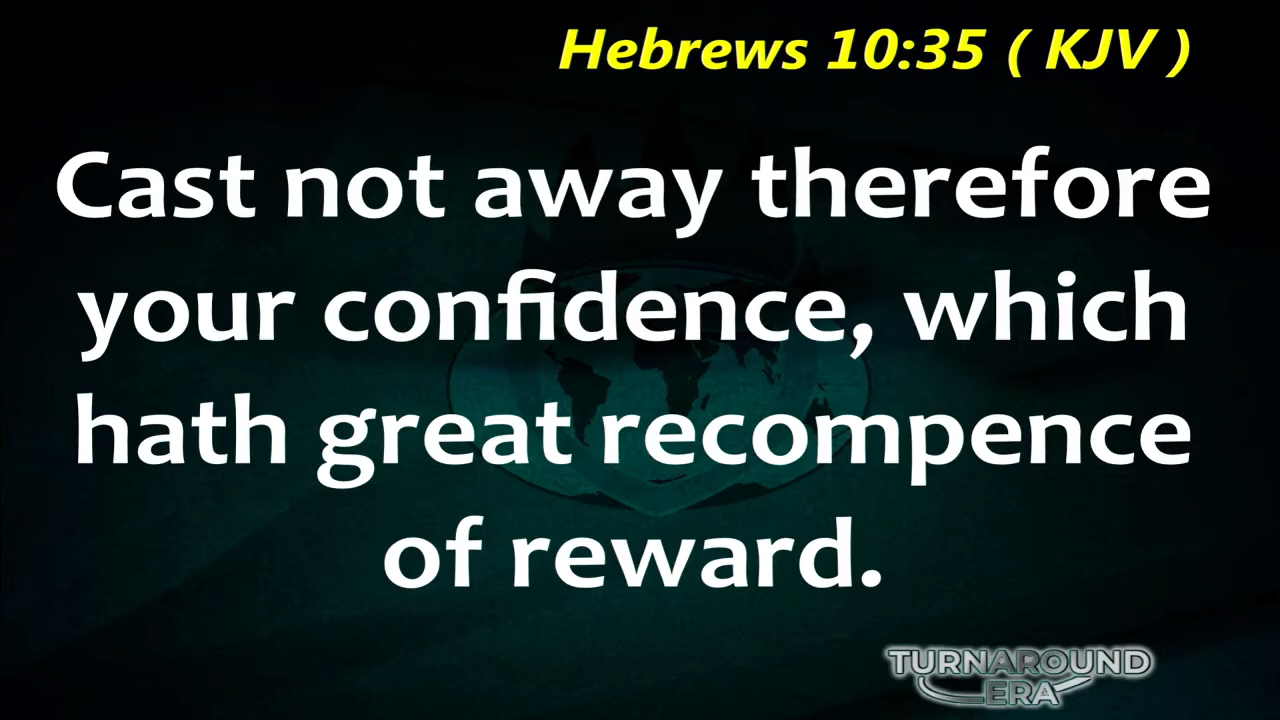 Hebrews 10:35 ( KJV )
Cast not away therefore
your confidence, which
hath great recompence
of reward.
TURNAROUND
ERA